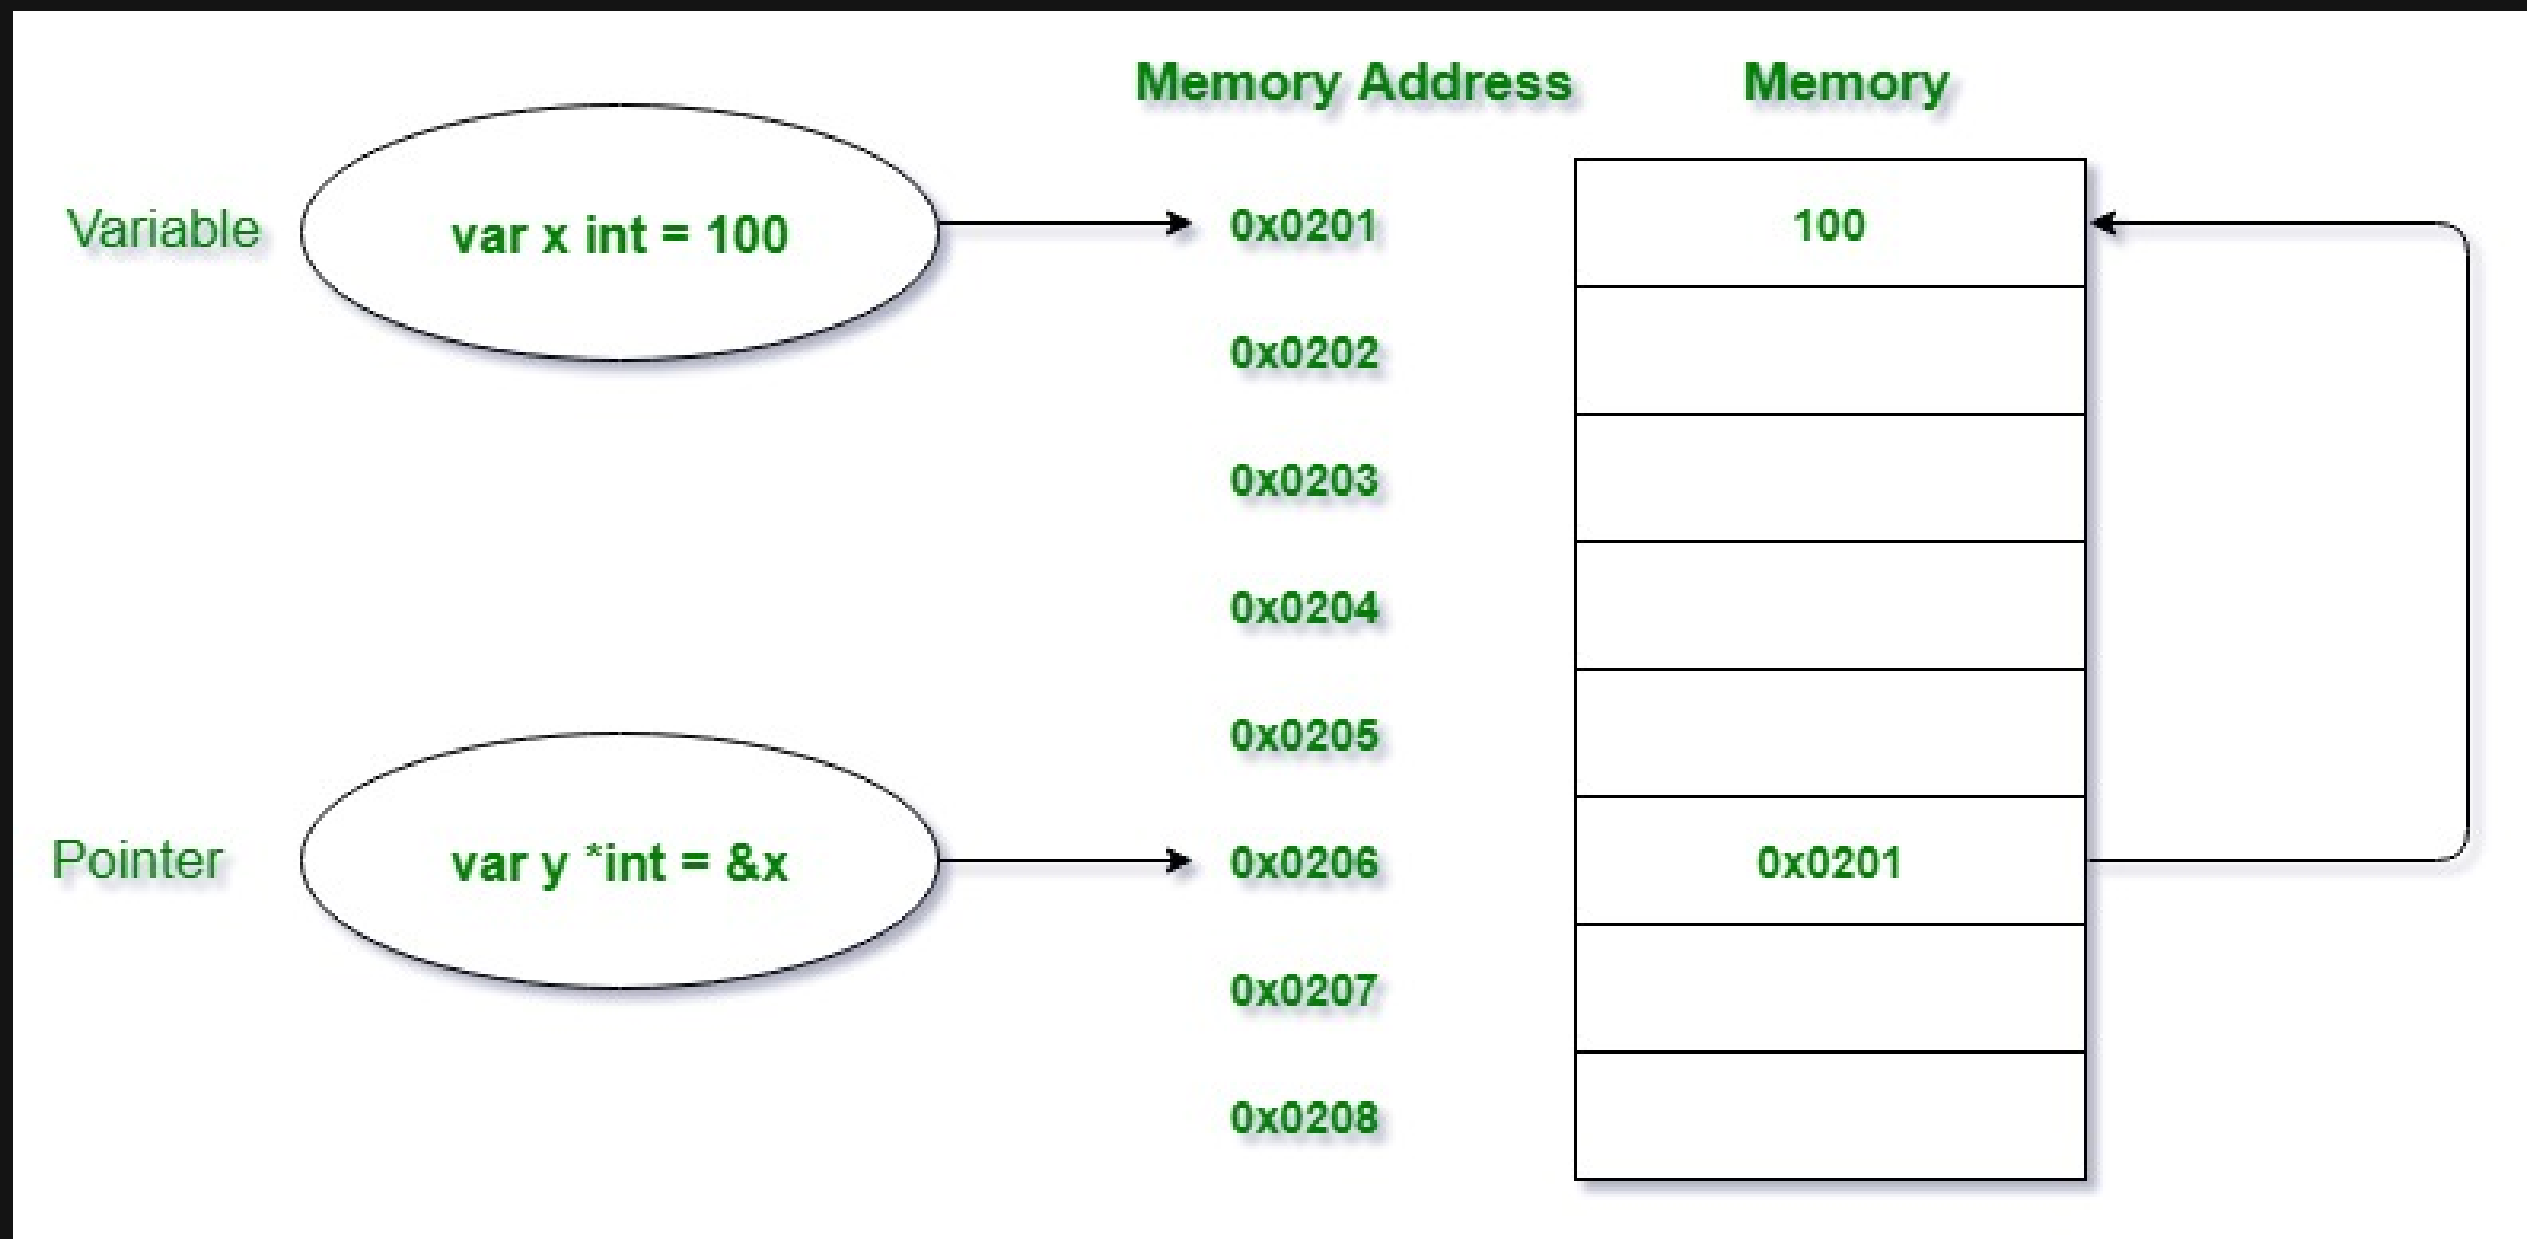 Memory Address Memory
Variable var x int = 100 0x0201 100
0x0202
0x0203
0x0204
0x0205
Pointer var y *int = &x 0x0206 0x0201
0x0207
0x0208